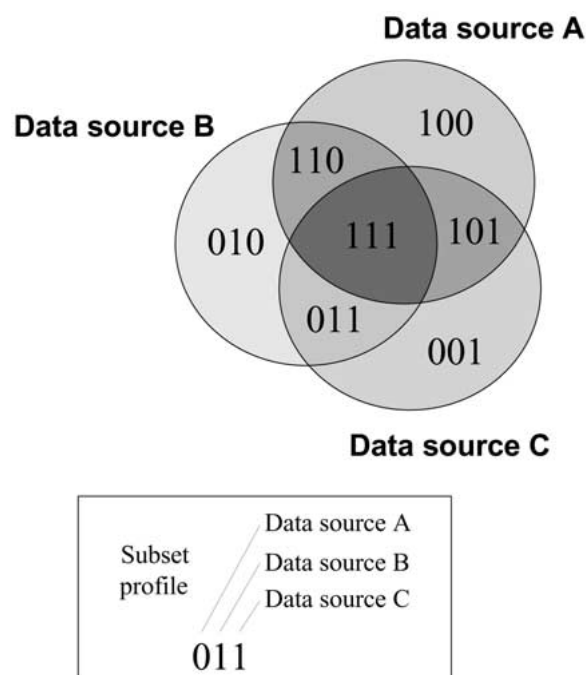 Data source A
Data source B
100
110
010
111
101
011
001
Data source C
Data source A
Subset
Data source B
profile
Data source C
011